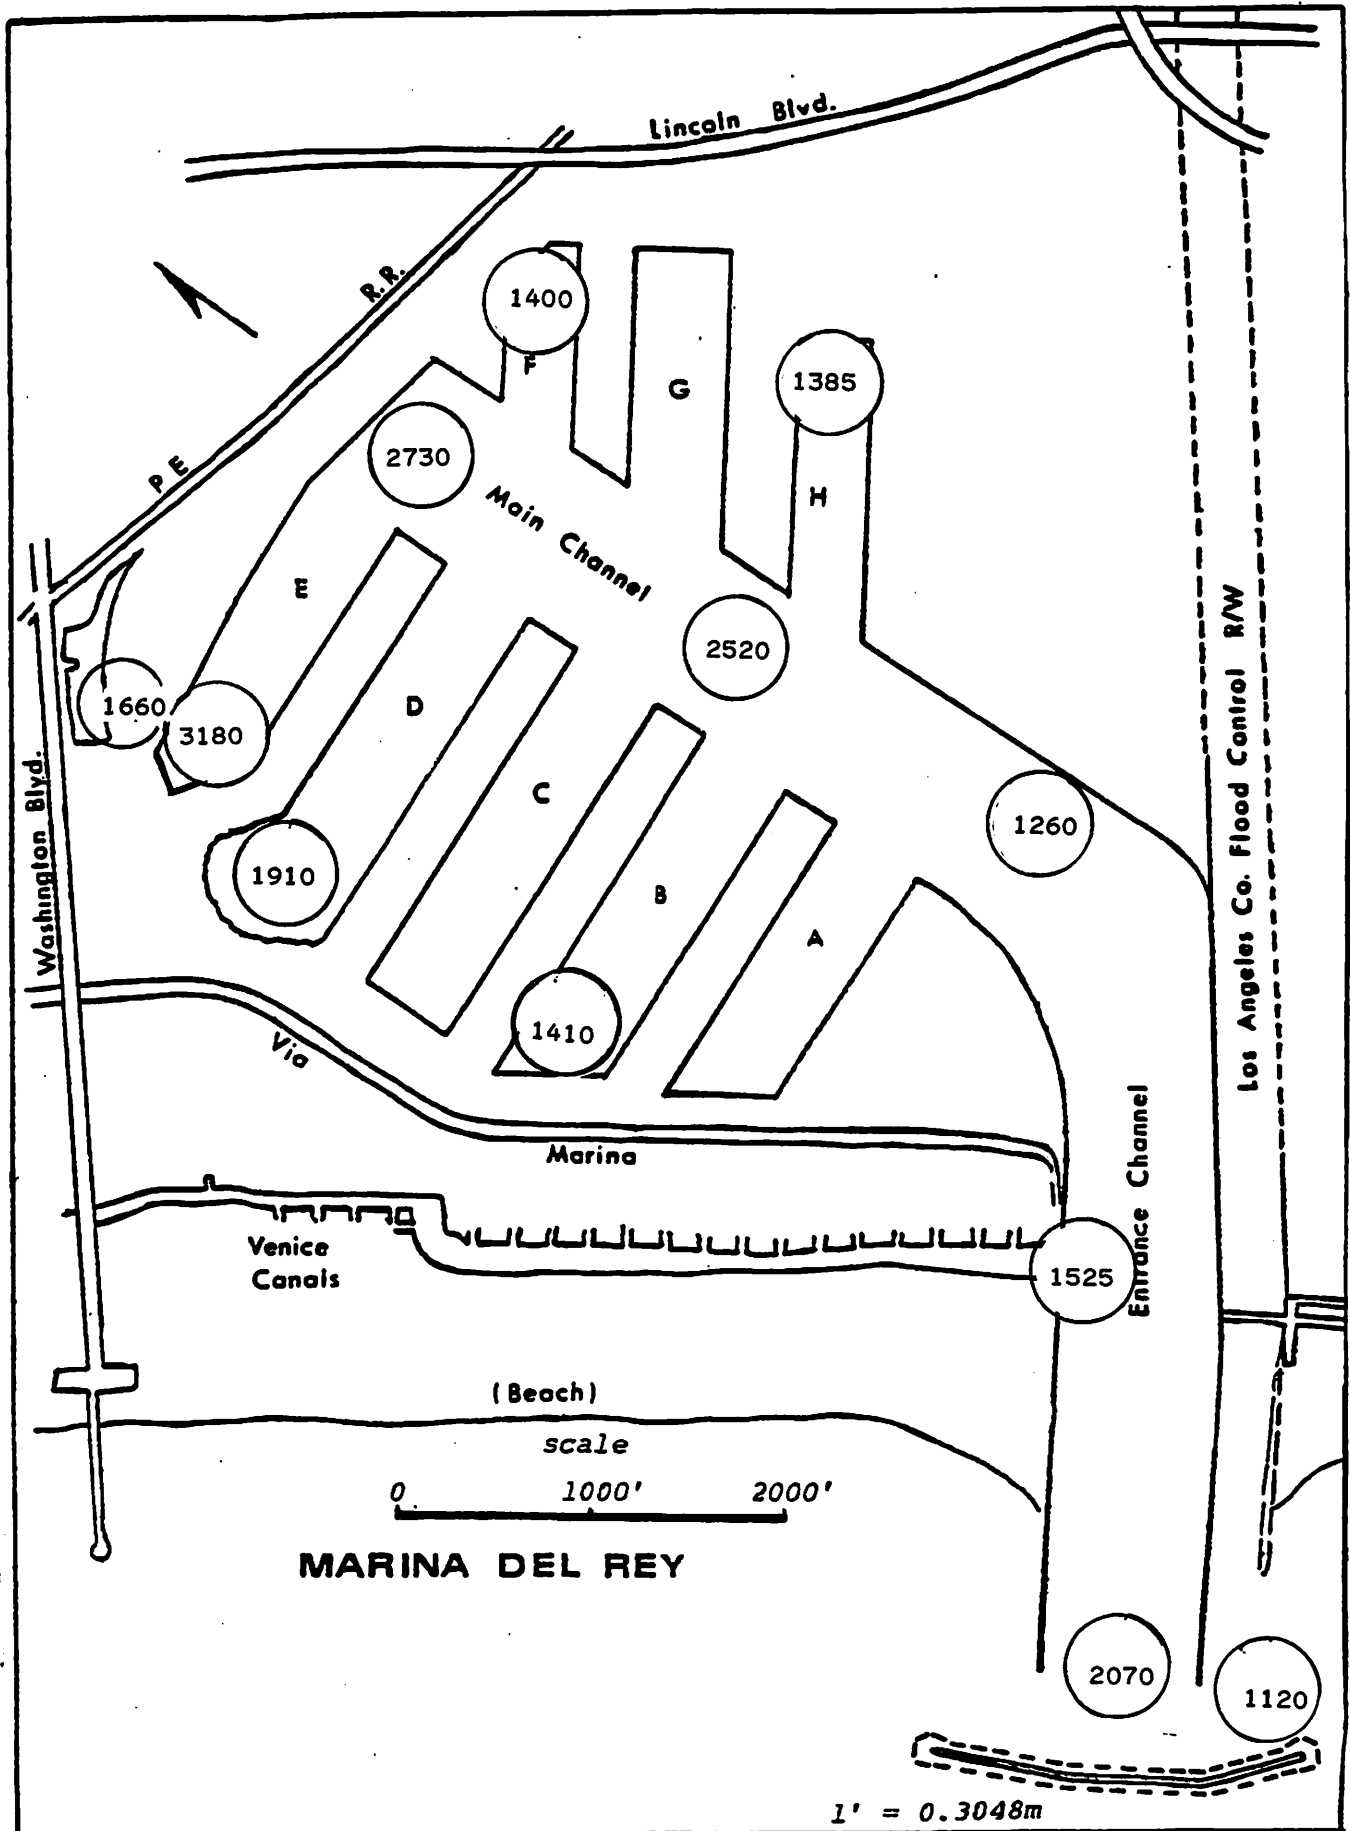 Lincoln Blvd.
R.R.
1400
F
1385
G
2730
P E
H
Main Channel
E
Los Angeles Co. Flood Control R/W
2520
1660
D
3180
C
1260
Washington Blvd.
1910
B
A
1410
Via
Marina
Entrance Channel
Venice
Canals
1525
(Beach)
scale
0 1000' 2000'
MARINA DEL REY
2070
1120
1' = 0.3048m